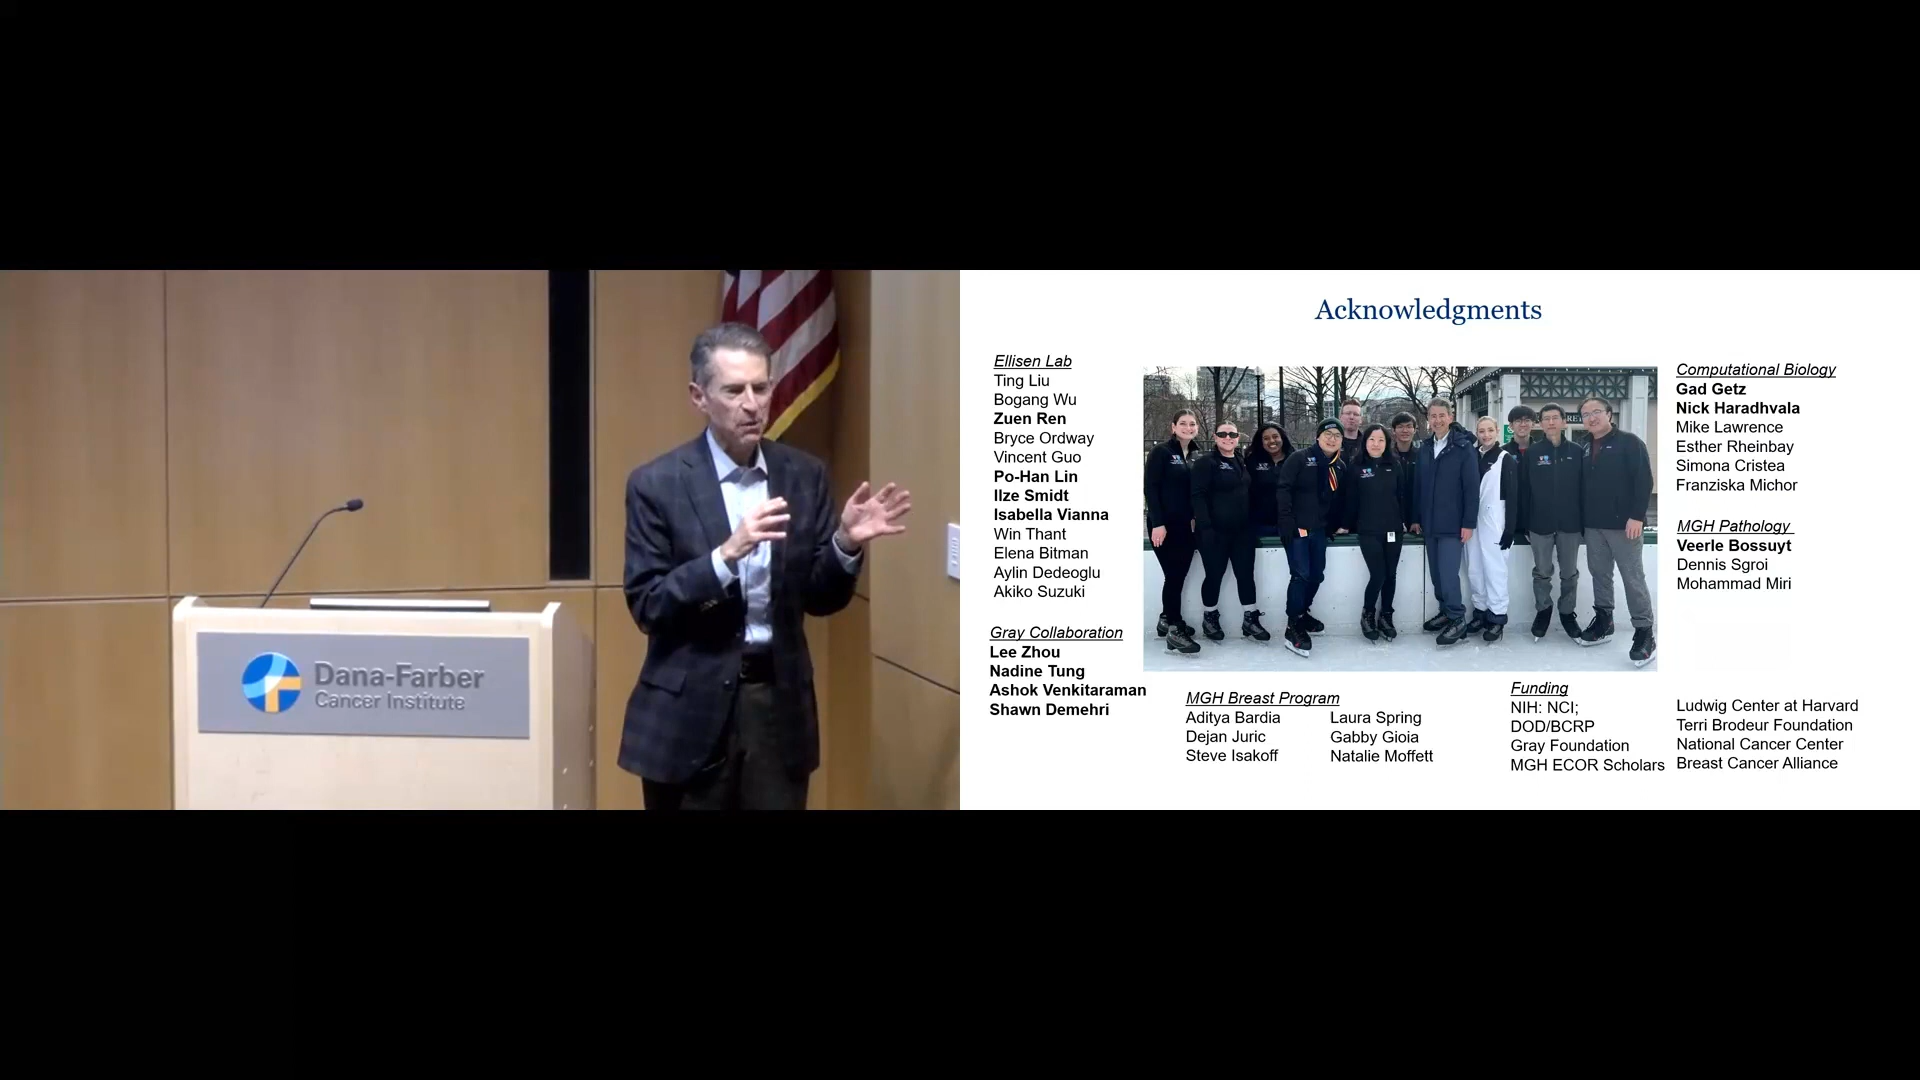 Dana-Farber
Cancer Institute
Acknowledgments
Ellisen Lab
Ting Liu
Bogang Wu
Zuen Ren
Bryce Ordway
Vincent Guo
Po-Han Lin
Ilze Smidt
Isabella Vianna
Win Thant
Elena Bitman
Aylin Dedeoglu
Akiko Suzuki
Gray Collaboration
Lee Zhou
Nadine Tung
Ashok Venkitaraman
Shawn Demehri
MGH Breast Program
Aditya Bardia
Dejan Juric
Steve Isakoff
Laura Spring
Gabby Gioia
Natalie Moffett
Computational Biology
Gad Getz
Nick Haradhvala
Mike Lawrence
Esther Rheinbay
Simona Cristea
Franziska Michor
MGH Pathology
Veerle Bossuyt
Dennis Sgroi
Mohammad Miri
Funding
NIH: NCI;
DOD/BCRP
Gray Foundation
MGH ECOR Scholars
Ludwig Center at Harvard
Terri Brodeur Foundation
National Cancer Center
Breast Cancer Alliance